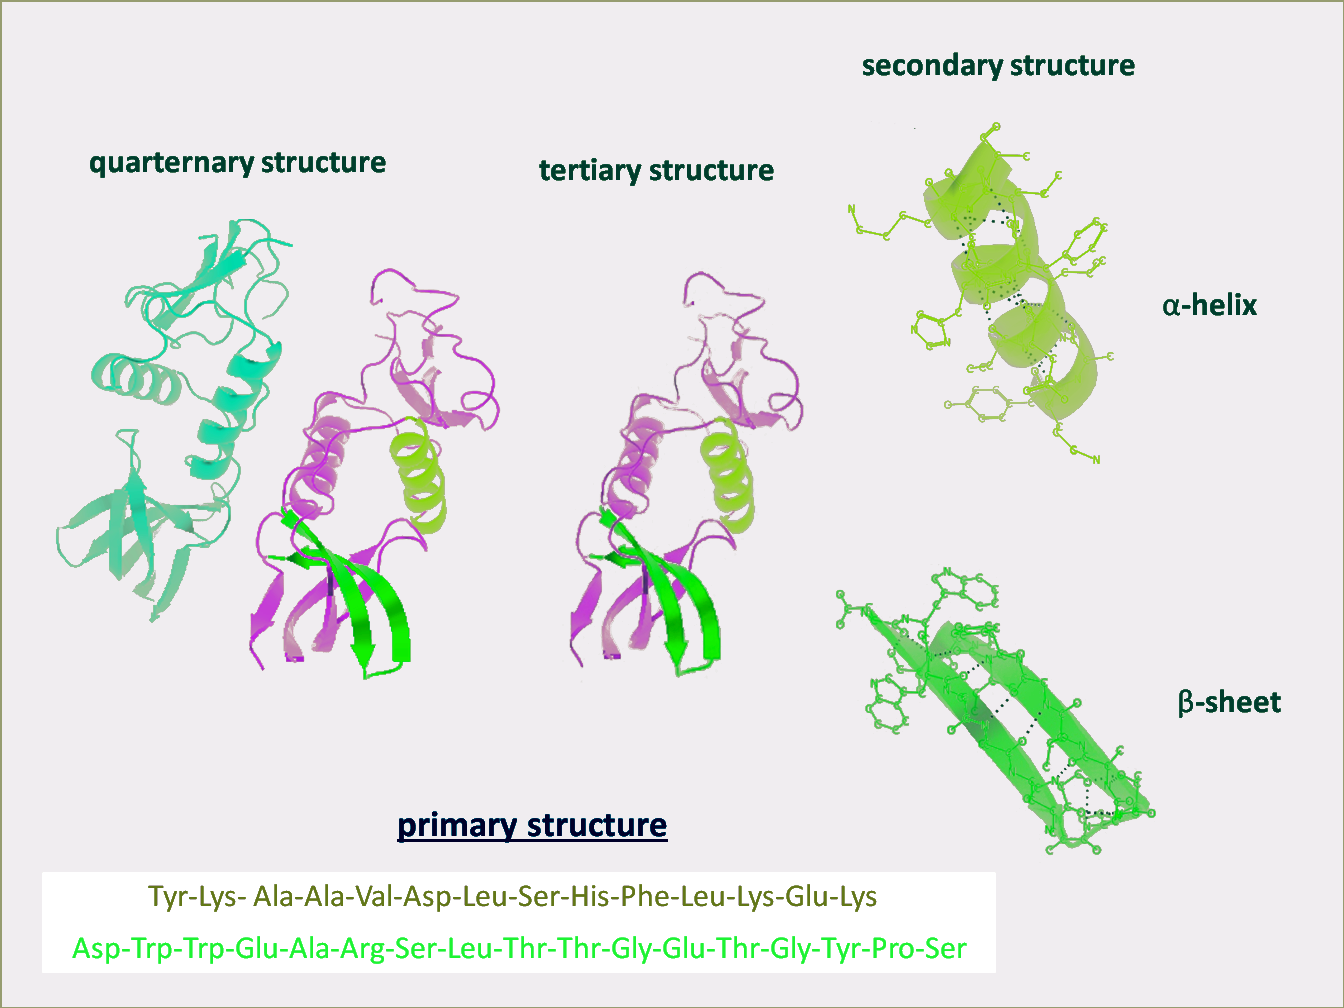 secondary structure
quarternary structure
tertiary structure
α-helix
β-sheet
primary structure
Tyr-Lys- Ala-Ala-Val-Asp-Leu-Ser-His-Phe-Leu-Lys-Glu-Lys
Asp-Trp-Trp-Glu-Ala-Arg-Ser-Leu-Thr-Thr-Gly-Glu-Thr-Gly-Tyr-Pro-Ser